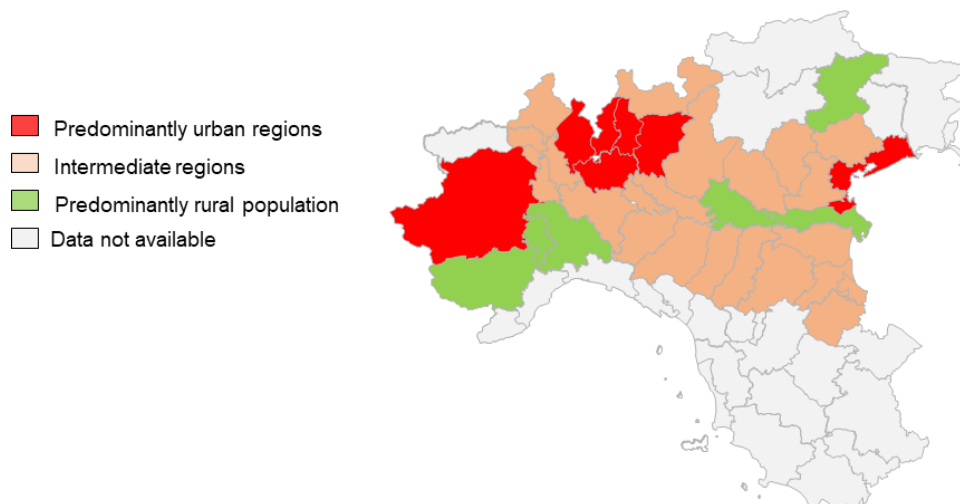 Predominantly urban regions
Intermediate regions
Predominantly rural population
Data not available